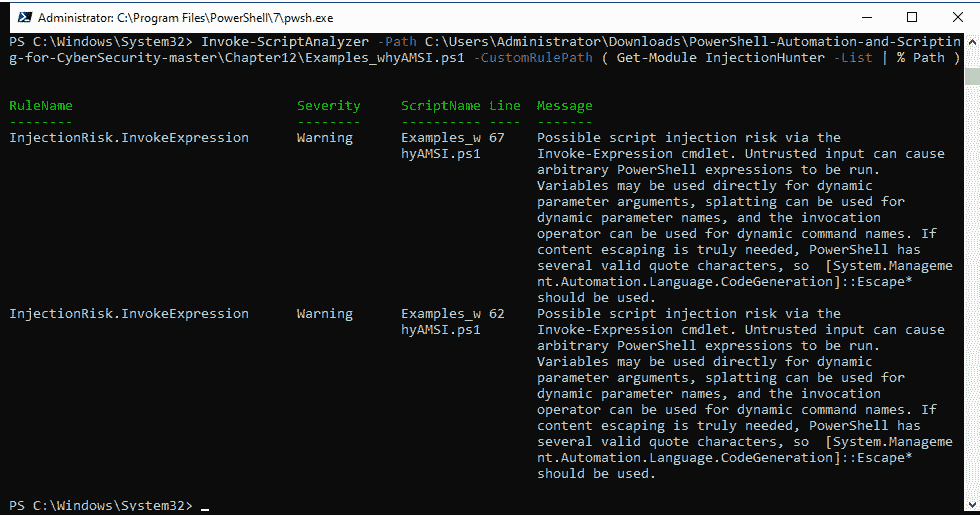 Administrator: C:\Program Files\PowerShell\7\pwsh.exe
PS C:\Windows\System32> Invoke-ScriptAnalyzer -Path C:\Users\Administrator\Downloads\PowerShell-Automation-and-Scriptin
g-for-CyberSecurity-master\Chapter12\Examples_whyAMSI.ps1 -CustomRulePath ( Get-Module InjectionHunter -List | % Path )
RuleName Severity ScriptName Line Message
-------- -------- ---------- ---- -------
InjectionRisk.InvokeExpression Warning Examples_w 67 Possible script injection risk via the
hyAMSI.ps1 Invoke-Expression cmdlet. Untrusted input can cause
arbitrary PowerShell expressions to be run.
Variables may be used directly for dynamic
parameter arguments, splatting can be used for
dynamic parameter names, and the invocation
operator can be used for dynamic command names. If
content escaping is truly needed, PowerShell has
several valid quote characters, so  [System.Manageme
nt.Automation.Language.CodeGeneration]::Escape*
should be used.
InjectionRisk.InvokeExpression Warning Examples_w 62 Possible script injection risk via the
hyAMSI.ps1 Invoke-Expression cmdlet. Untrusted input can cause
arbitrary PowerShell expressions to be run.
Variables may be used directly for dynamic
parameter arguments, splatting can be used for
dynamic parameter names, and the invocation
operator can be used for dynamic command names. If
content escaping is truly needed, PowerShell has
several valid quote characters, so  [System.Manageme
nt.Automation.Language.CodeGeneration]::Escape*
should be used.
PS C:\Windows\System32> _